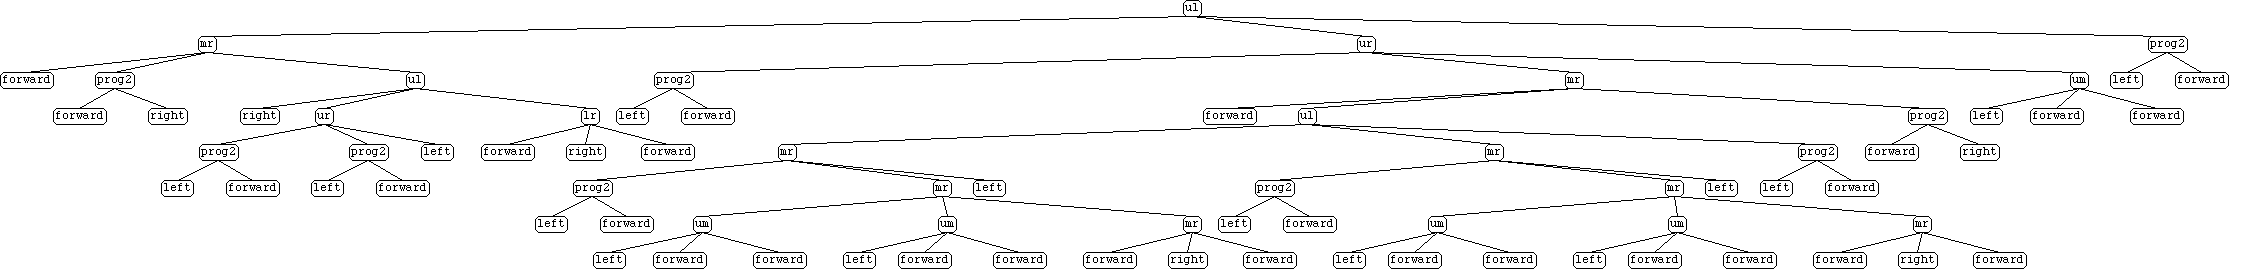 ul
mr ur prog2
forward prog2 ul prog2 mr um left forward
forward right right ur lr left forward forward ul prog2 left forward forward
prog2 prog2 left forward right forward mr mr prog2 forward right
left forward left forward prog2 mr left prog2 mr left left forward
left forward um um mr left forward um um mr
left forward forward left forward forward forward right forward left forward forward left forward forward forward right forward